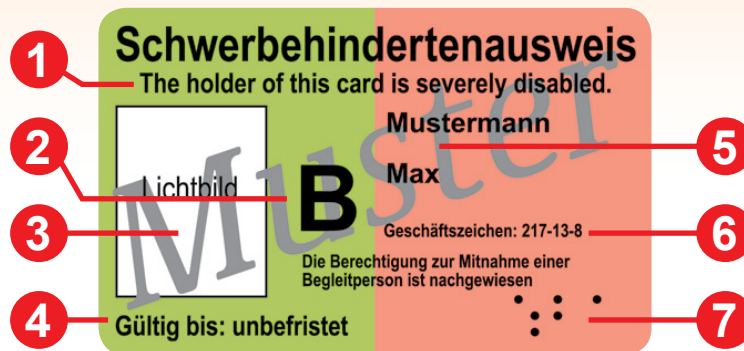 Schwerbehindertenausweis
1
The holder of this card is severely disabled.
Mustermann
5
2
Lichtbild
B
Max
3
Geschäftszeichen: 217-13-8
6
Die Berechtigung zur Mitnahme einer
Begleitperson ist nachgewiesen
4
Gültig bis: unbefristet
7
Muster